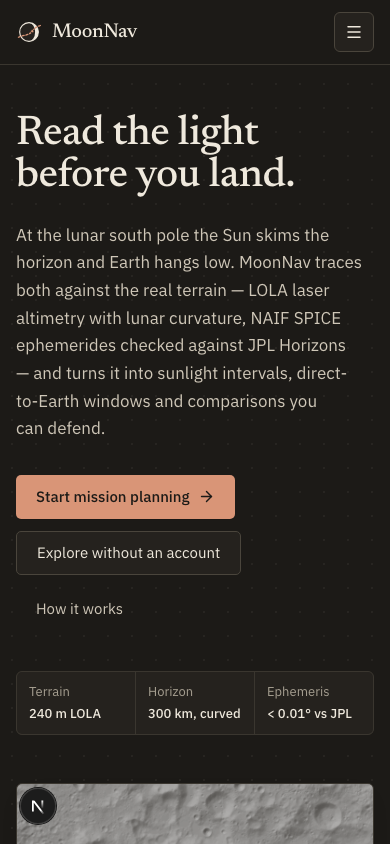 MoonNav
Read the light
before you land.
At the lunar south pole the Sun skims the
horizon and Earth hangs low. MoonNav traces
both against the real terrain — LOLA laser
altimetry with lunar curvature, NAIF SPICE
ephemerides checked against JPL Horizons
— and turns it into sunlight intervals, direct-
to-Earth windows and comparisons you
can defend.
Start mission planning →
Explore without an account
How it works
Terrain
240 m LOLA
Horizon
300 km, curved
Ephemeris
< 0.01° vs JPL
N